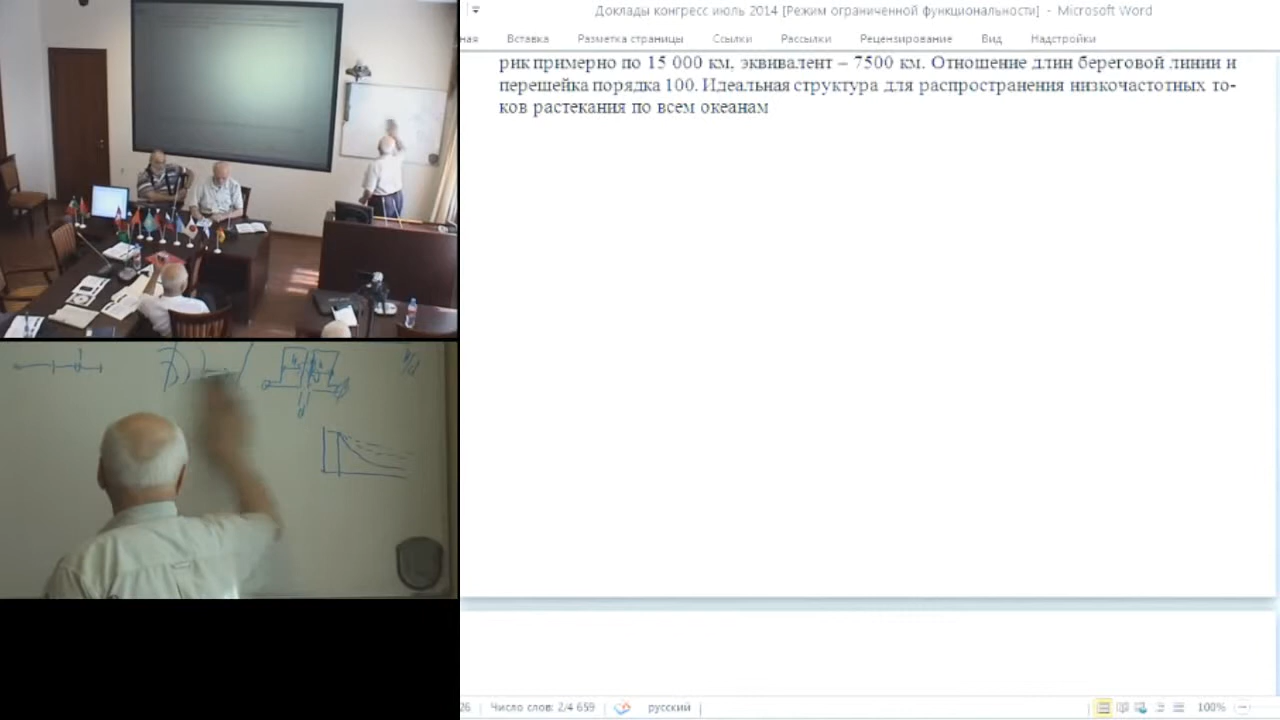 Доклады конгресс июль 2014 [Режим ограниченной функциональности] - Microsoft Word
ная Вставка Разметка страницы Ссылки Рассылки Рецензирование Вид Надстройки
рик примерно по 15 000 км, эквивалент – 7500 км. Отношение длин береговой линии и
перешейка порядка 100. Идеальная структура для распространения низкочастотных то-
ков растекания по всем океанам
26 Число слов: 2/4 659 русский 100%